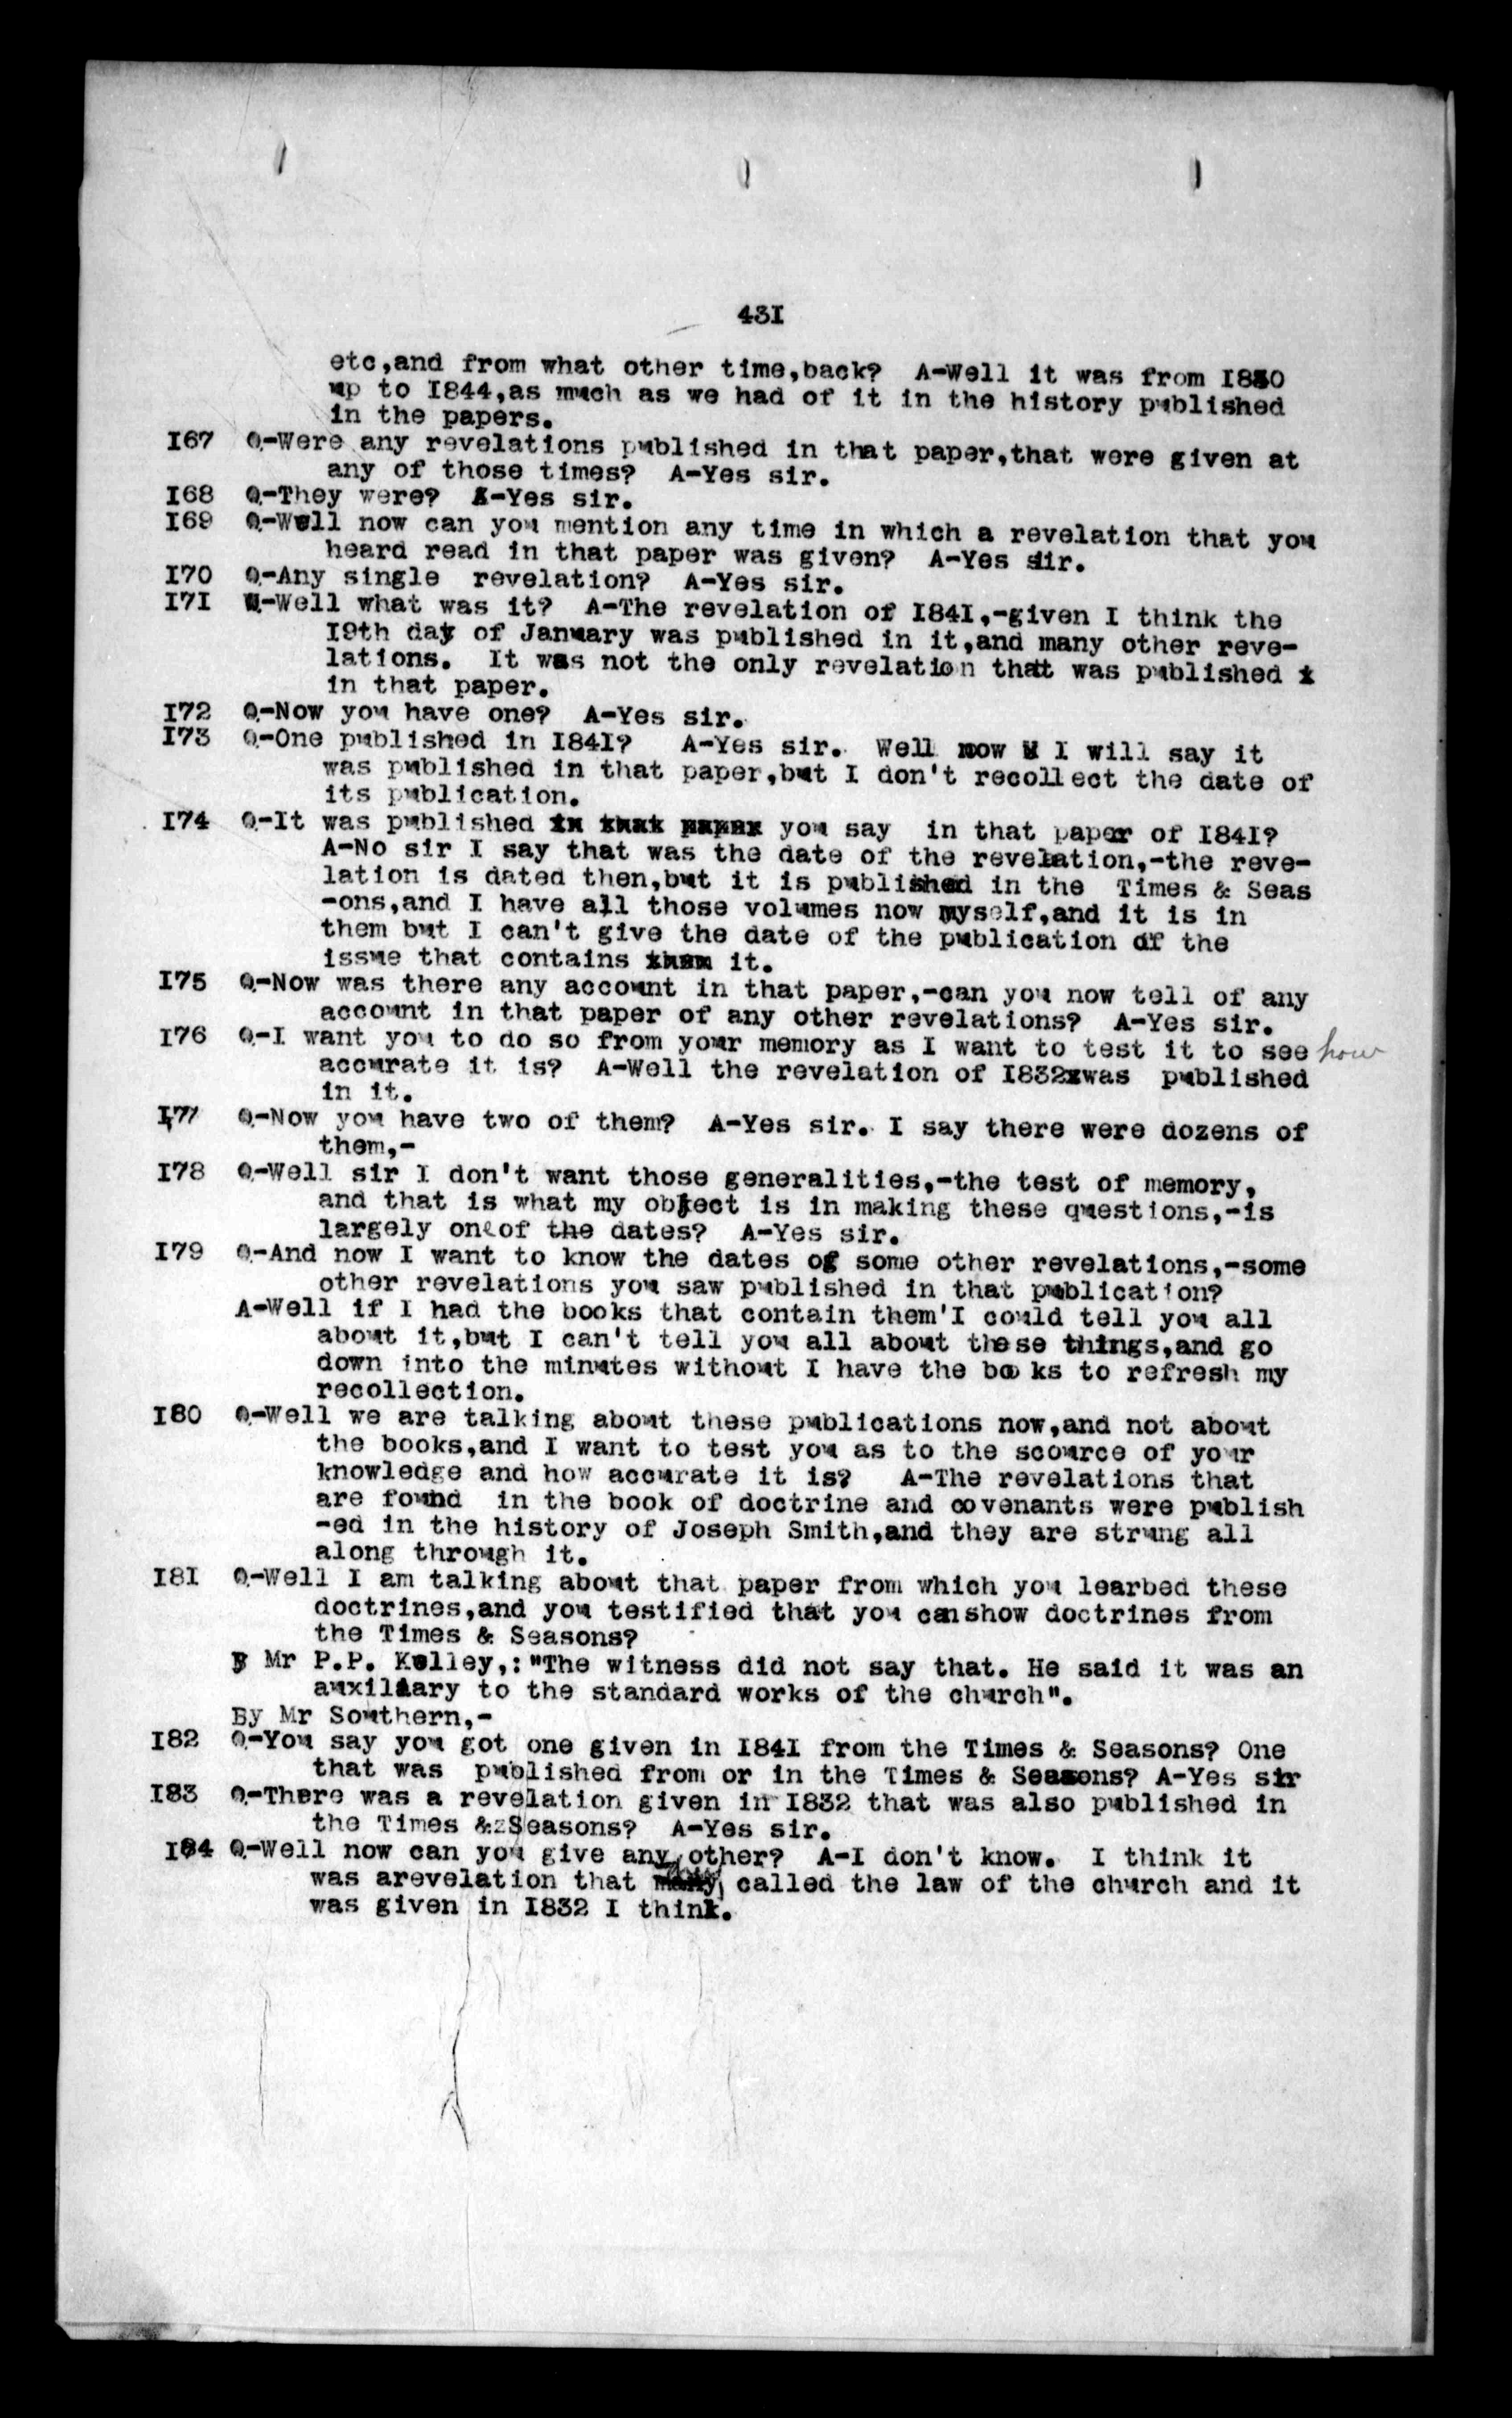 431
etc,and from what other time,back? A-Well it was from 1830
up to I844,as much as we had of it in the history published
in the papers.
I67 Q-Were any revelations published in that paper,that were given at
any of those times? A-Yes sir.
I68 Q-They were? A-Yes sir.
I69 Q-Well now can you mention any time in which a revelation that you
heard read in that paper was given? A-Yes sir.
I70 Q-Any single revelation? A-Yes sir.
I71 Q-Well what was it? A-The revelation of I84I,-given I think the
I9th day of January was published in it,and many other reve-
lations. It was not the only revelation that was published
in that paper.
I72 Q-Now you have one? A-Yes sir.
I73 Q-One published in I84I? A-Yes sir. Well now I will say it
was published in that paper,but I don't recollect the date of
its publication.
I74 Q-It was published in that paper you say in that paper of I84I?
A-No sir I say that was the date of the revelation,-the reve-
lation is dated then,but it is published in the Times & Seas
-ons,and I have all those volumes now myself,and it is in
them but I can't give the date of the publication of the
issue that contains them it.
I75 Q-Now was there any account in that paper,-can you now tell of any
account in that paper of any other revelations? A-Yes sir.
I76 Q-I want you to do so from your memory as I want to test it to see how
accurate it is? A-Well the revelation of I832xwas published
in it.
I77 Q-Now you have two of them? A-Yes sir. I say there were dozens of
them,-
I78 Q-Well sir I don't want those generalities,-the test of memory,
and that is what my object is in making these questions,-is
largely one of the dates? A-Yes sir.
I79 Q-And now I want to know the dates of some other revelations,-some
other revelations you saw published in that publication?
A-Well if I had the books that contain them'I could tell you all
about it,but I can't tell you all about these things,and go
down into the minutes without I have the books to refresh my
recollection.
I80 Q-Well we are talking about these publications now,and not about
the books,and I want to test you as to the scource of your
knowledge and how accurate it is? A-The revelations that
are found in the book of doctrine and covenants were publish
-ed in the history of Joseph Smith,and they are strung all
along through it.
I8I Q-Well I am talking about that paper from which you learbed these
doctrines,and you testified that you can show doctrines from
the Times & Seasons?
By Mr P.P. Kelley,:"The witness did not say that. He said it was an
auxiliary to the standard works of the church".
By Mr Southern,-
I82 Q-You say you got one given in I84I from the Times & Seasons? One
that was published from or in the Times & Seasons? A-Yes sir
I83 Q-There was a revelation given in I832 that was also published in
the Times &zSeasons? A-Yes sir.
I84 Q-Well now can you give any other? A-I don't know. I think it
was arevelation that many called the law of the church and it
was given in I832 I think.